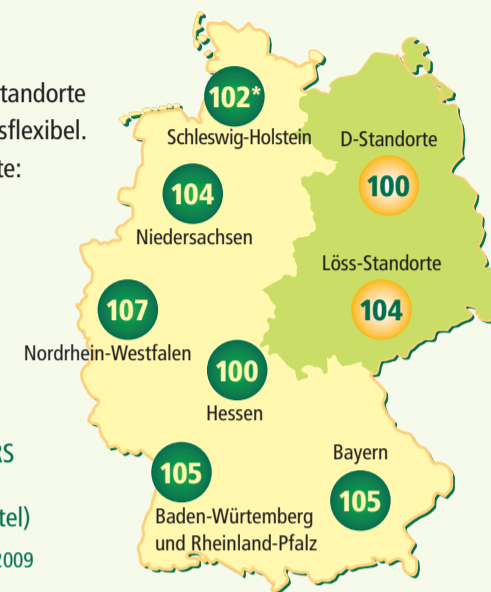 tandorte
sflexibel.
te:
102*
Schleswig-Holstein
D-Standorte
100
104
Niedersachsen
Löss-Standorte
104
107
Nordrhein-Westfalen
100
Hessen
RS
Bayern
105
105
Baden-Würtemberg
und Rheinland-Pfalz
tel)
2009